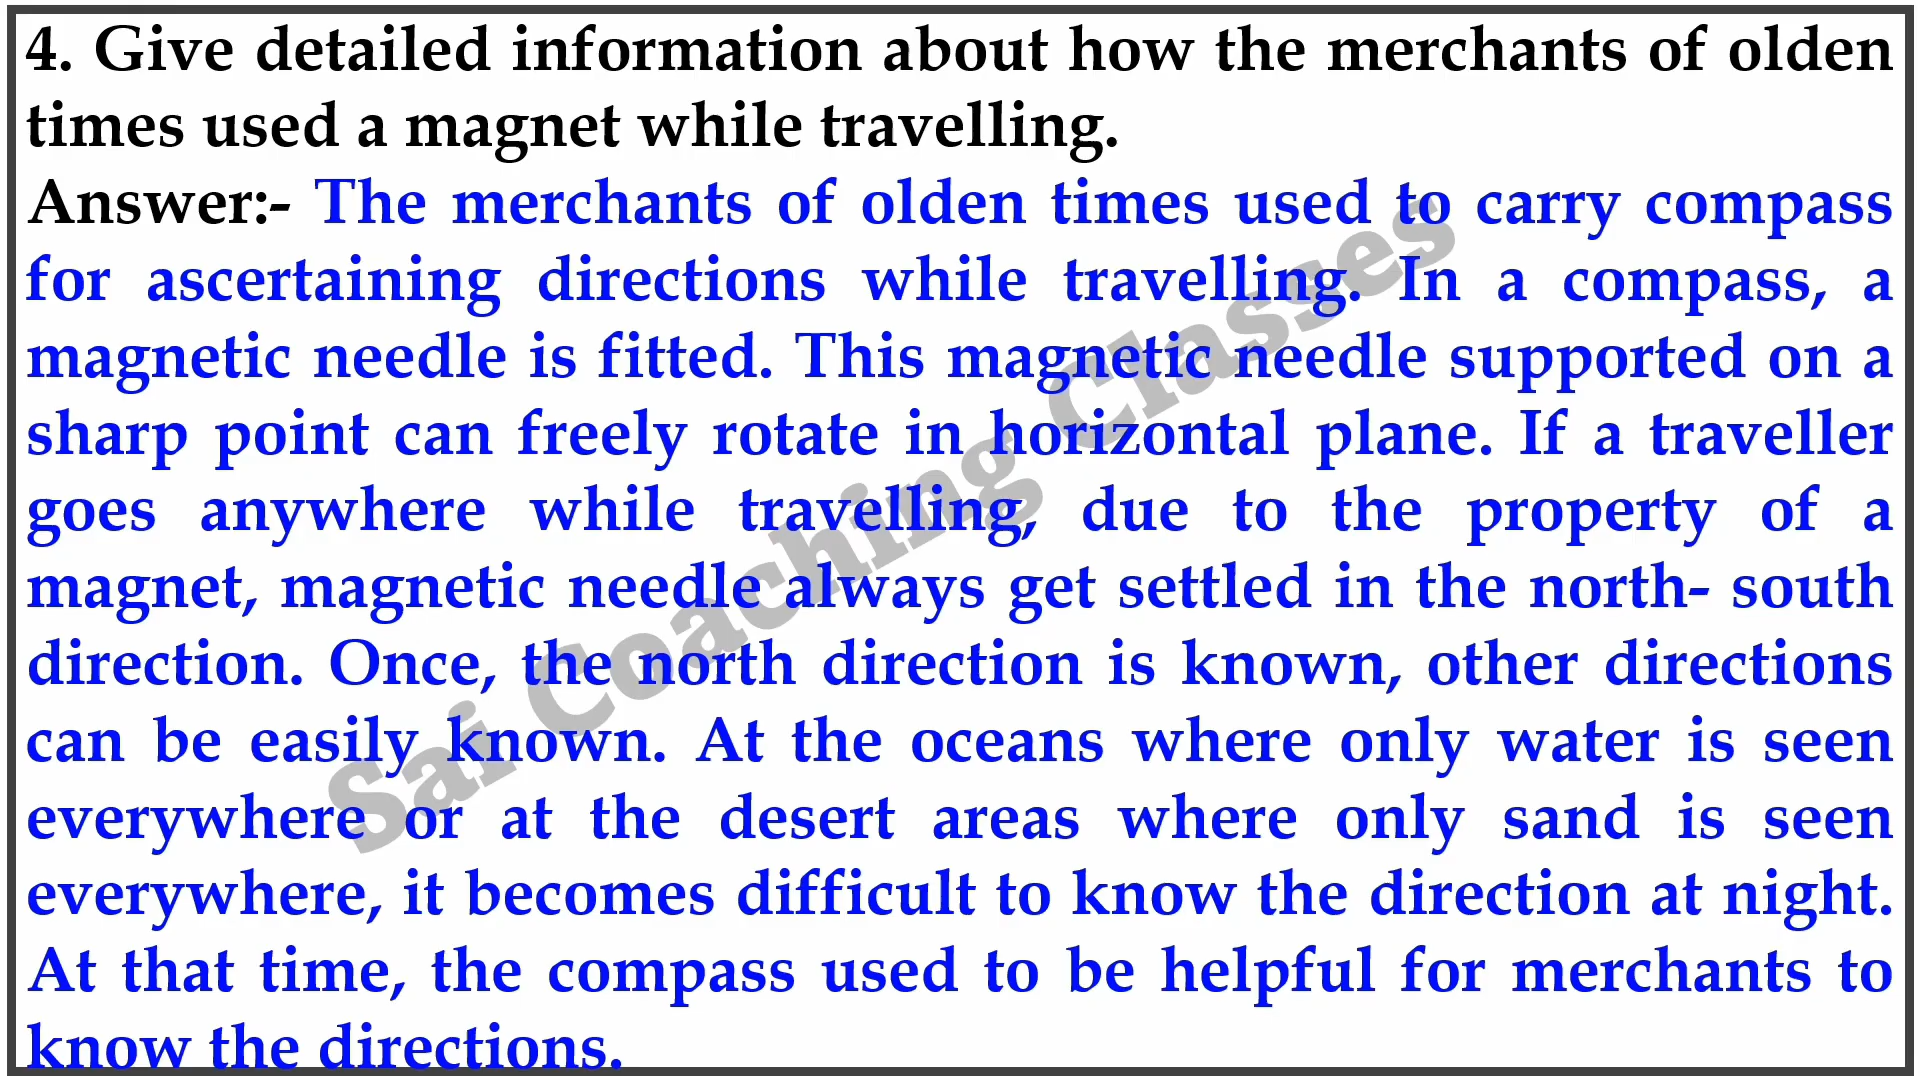 4. Give detailed information about how the merchants of olden
times used a magnet while travelling.
Answer:- The merchants of olden times used to carry compass
for ascertaining directions while travelling. In a compass, a
magnetic needle is fitted. This magnetic needle supported on a
sharp point can freely rotate in horizontal plane. If a traveller
goes anywhere while travelling, due to the property of a
magnet, magnetic needle always get settled in the north- south
direction. Once, the north direction is known, other directions
can be easily known. At the oceans where only water is seen
everywhere or at the desert areas where only sand is seen
everywhere, it becomes difficult to know the direction at night.
At that time, the compass used to be helpful for merchants to
know the directions.
Sai Coaching Classes